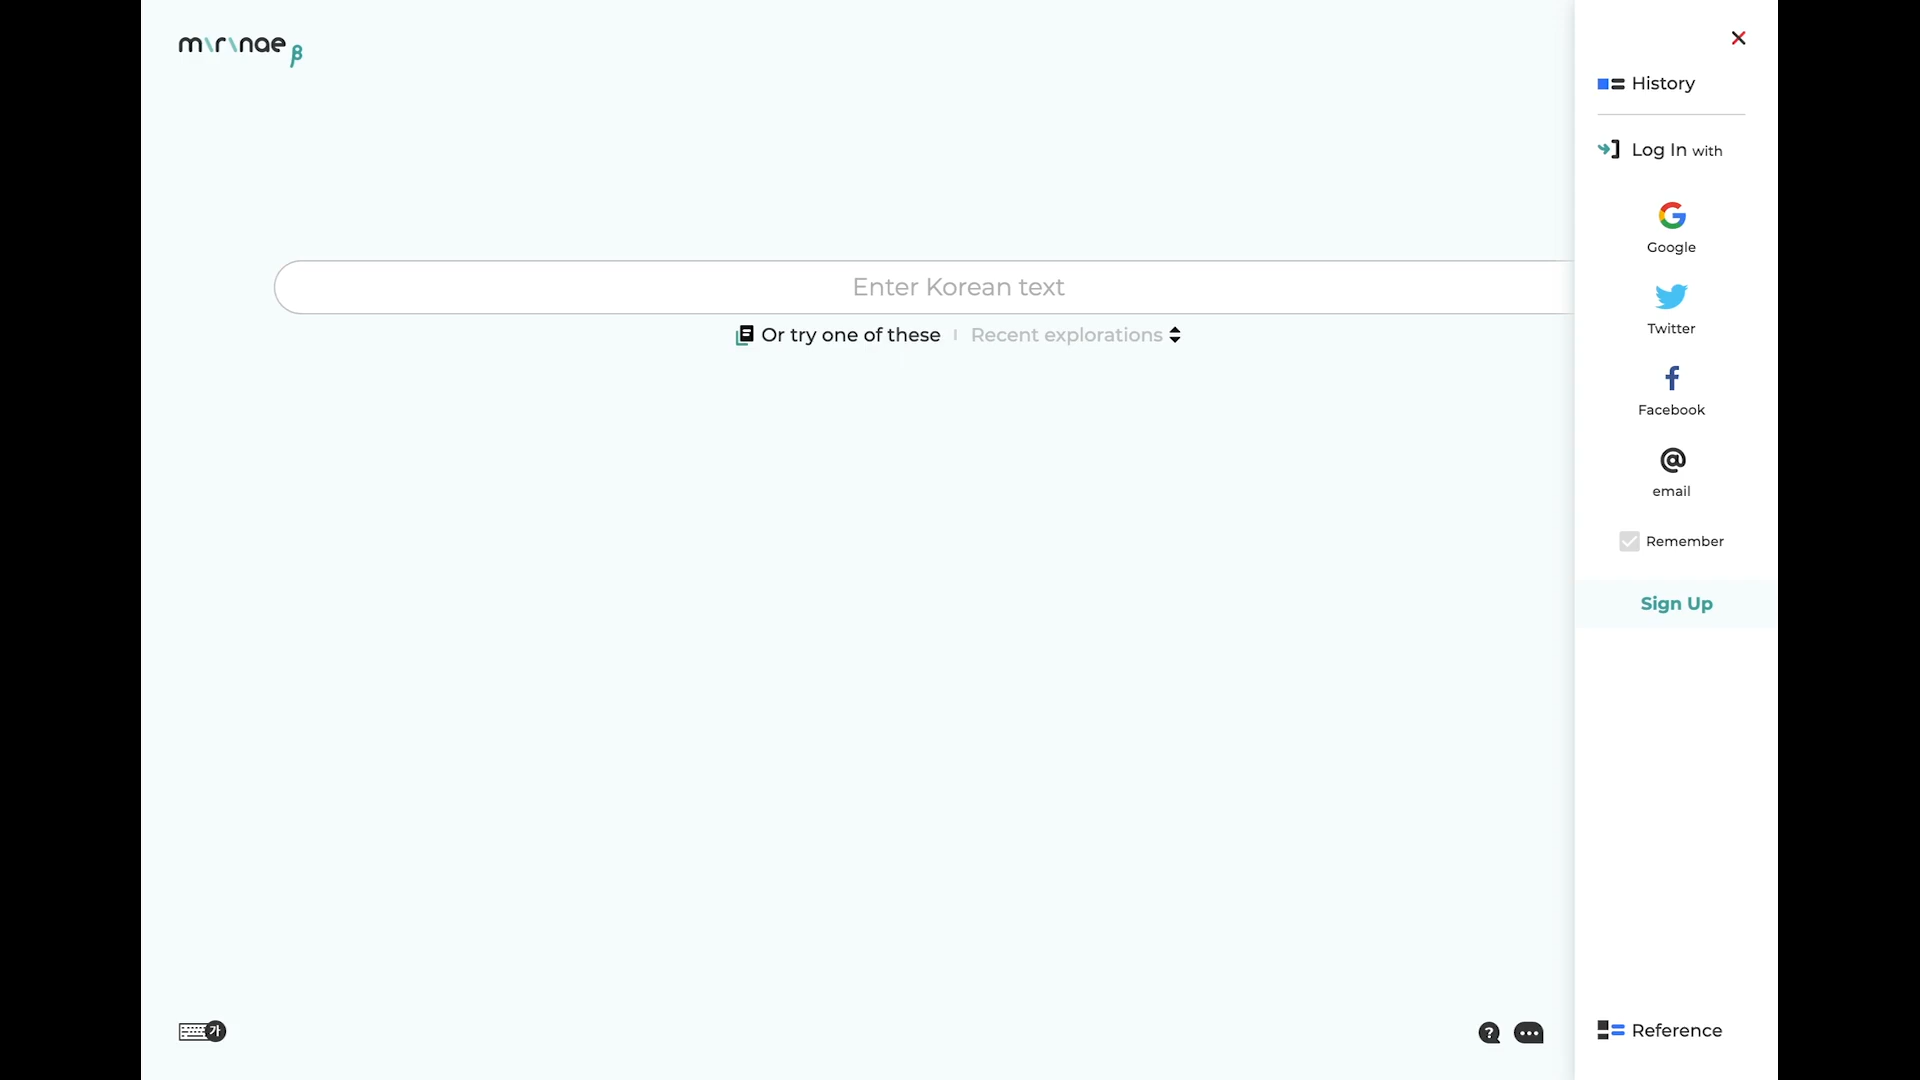 mirinae β
History
Log In with
Google
Twitter
Facebook
email
Remember
Sign Up
Enter Korean text
Or try one of these | Recent explorations
가
?
Reference